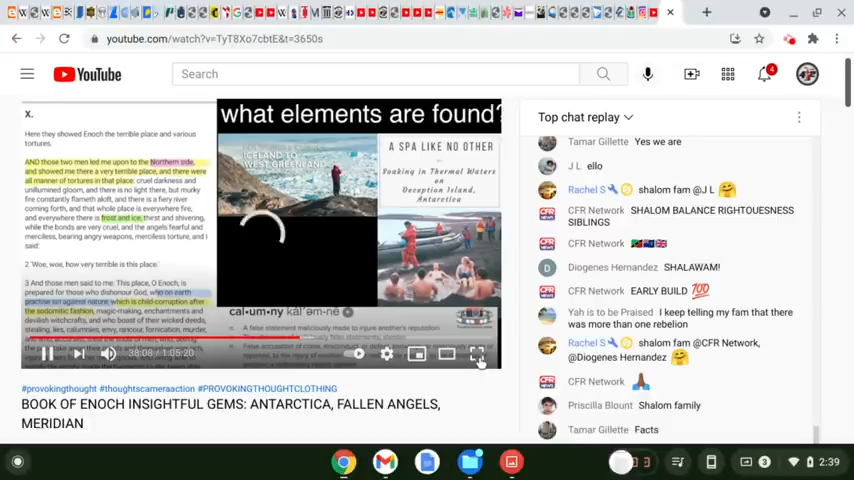 youtube.com/watch?v=TyT8Xo7cbtE&t=3650s
YouTube
Search
4
X.
Here they showed Enoch the terrible place and various
tortures.
AND those two men led me up on to the Northern side,
and showed me there a very terrible place, and there were
all manner of tortures in that place: cruel darkness and
unillumined gloom, and there is no light there, but murky
fire constantly flameth aloft, and there is a fiery river
coming forth, and that whole place is everywhere fire,
and everywhere there is frost and ice, thirst and shivering,
while the bonds are very cruel, and the angels fearful and
merciless, bearing angry weapons, merciless torture, and I
said:
2 'Woe, woe, how very terrible is this place.'
3 And those men said to me: This place, O Enoch, is
prepared for those who dishonour God, who on earth
practise sin against nature, which is child-corruption after
the sodomitic fashion, magic-making, enchantments and
devilish witchcrafts, and who boast of their wicked deeds,
stealing, lies, calumnies, envy, rancour, fornication, murder,
what elements are found?
ICELAND TO
WEST GREENLAND
A SPA LIKE NO OTHER
Soaking in Thermal Waters
on
Deception Island,
Antarctica
cal·um·ny
A false statement maliciously made to injure another's reputation.
38:08 / 1:05:20
#provokingthought #thoughtscameraaction #PROVOKINGTHOUGHTCLOTHING
BOOK OF ENOCH INSIGHTFUL GEMS: ANTARCTICA, FALLEN ANGELS,
MERIDIAN
Top chat replay
Tamar Gillette Yes we are
J L ello
Rachel S shalom fam @J L
CFR Network SHALOM BALANCE RIGHTOUENESS
SIBLINGS
CFR Network
Diogenes Hernandez SHALAWAM!
CFR Network EARLY BUILD 💯
Yah is to be Praised I keep telling my fam that there
was more than one rebelion
Rachel S shalom fam @CFR Network,
@Diogenes Hernandez
CFR Network
Priscilla Blount Shalom family
Tamar Gillette Facts
3
2:39